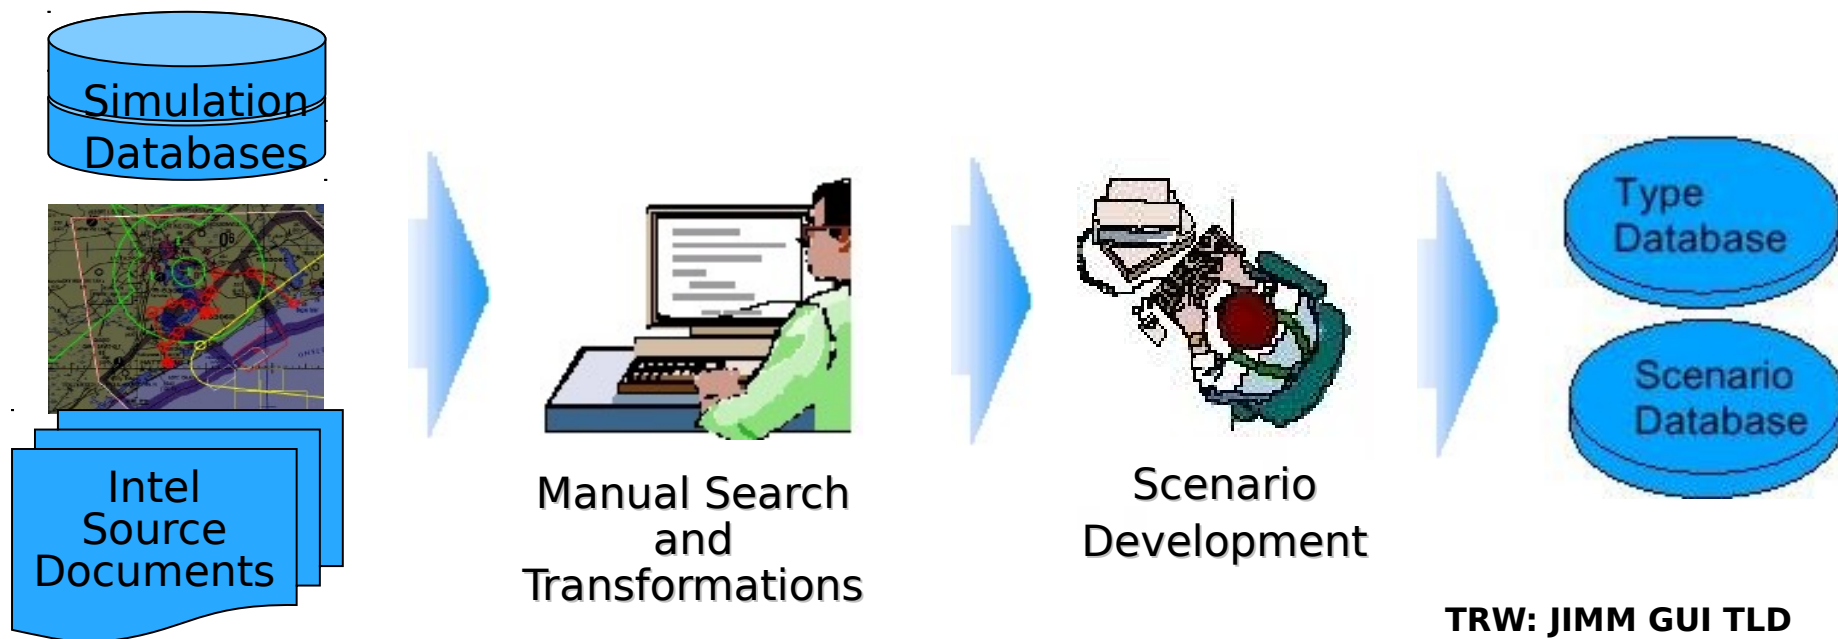 Simulation
Databases
Intel
Source
Documents
Manual Search
and
Transformations
Scenario
Development
Type
Database
Scenario
Database
TRW: JIMM GUI TLD